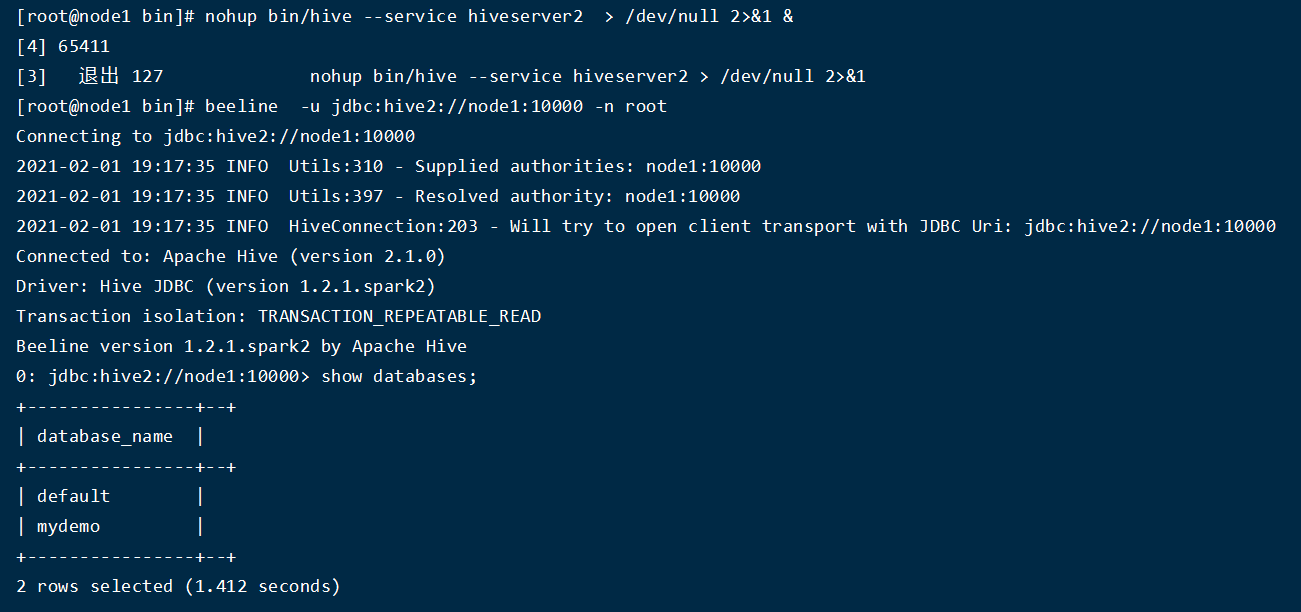 [root@node1 bin]# nohup bin/hive --service hiveserver2  > /dev/null 2>&1 &
[4] 65411
[3]   退出 127               nohup bin/hive --service hiveserver2 > /dev/null 2>&1
[root@node1 bin]# beeline  -u jdbc:hive2://node1:10000 -n root
Connecting to jdbc:hive2://node1:10000
2021-02-01 19:17:35 INFO  Utils:310 - Supplied authorities: node1:10000
2021-02-01 19:17:35 INFO  Utils:397 - Resolved authority: node1:10000
2021-02-01 19:17:35 INFO  HiveConnection:203 - Will try to open client transport with JDBC Uri: jdbc:hive2://node1:10000
Connected to: Apache Hive (version 2.1.0)
Driver: Hive JDBC (version 1.2.1.spark2)
Transaction isolation: TRANSACTION_REPEATABLE_READ
Beeline version 1.2.1.spark2 by Apache Hive
0: jdbc:hive2://node1:10000> show databases;
+----------------+--+
| database_name  |
+----------------+--+
| default        |
| mydemo         |
+----------------+--+
2 rows selected (1.412 seconds)